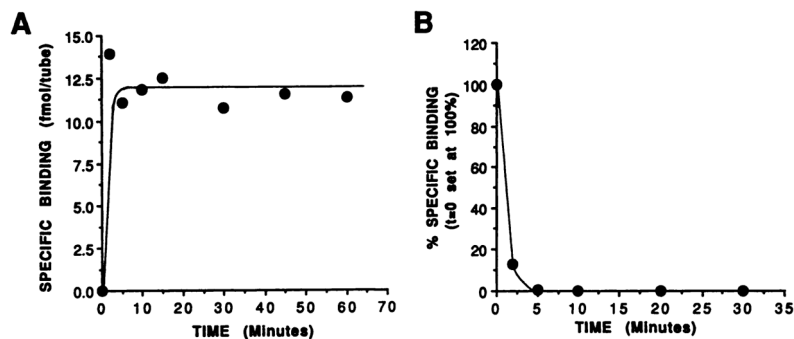 A
SPECIFIC BINDING (fmol/tube)
15.0
12.5
10.0
7.5
5.0
2.5
0.0
0 10 20 30 40 50 60 70
TIME (Minutes)
B
% SPECIFIC BINDING
(t=0 set at 100%)
120
100
80
60
40
20
0
0 5 10 15 20 25 30 35
TIME (Minutes)